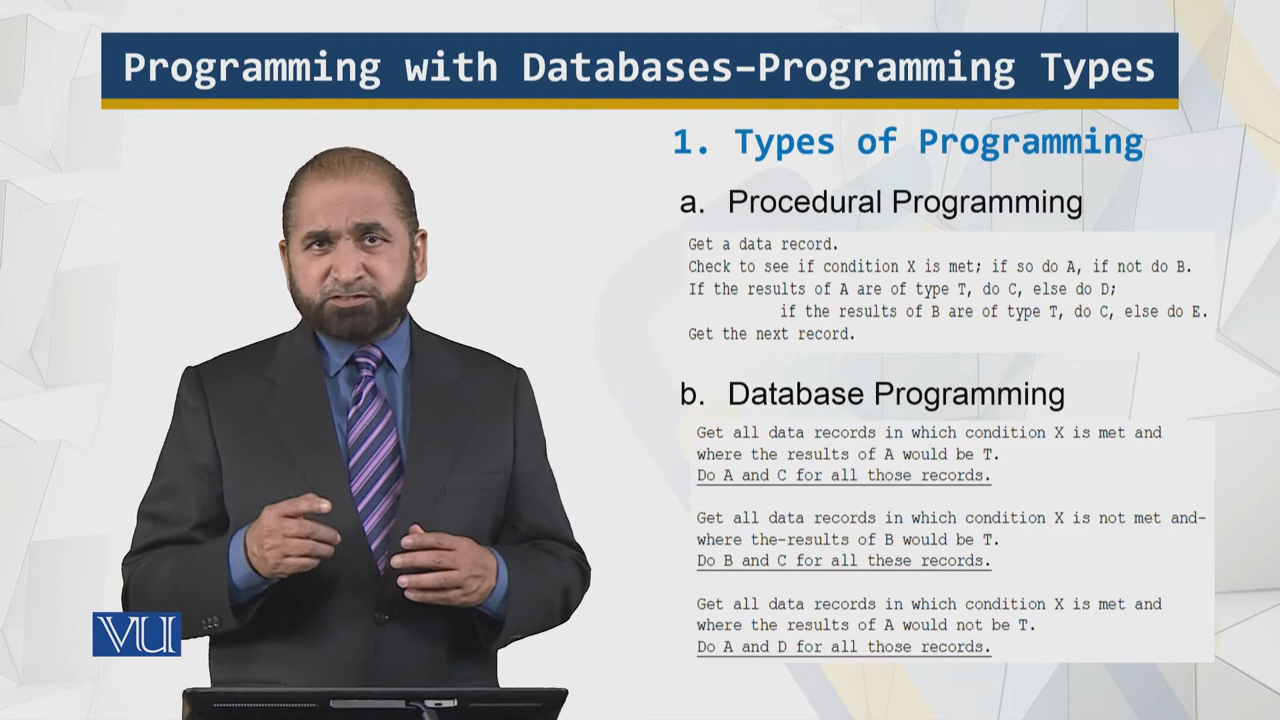 Programming with Databases–Programming Types
1. Types of Programming
a. Procedural Programming
Get a data record.
Check to see if condition X is met; if so do A, if not do B.
If the results of A are of type T, do C, else do D;
if the results of B are of type T, do C, else do E.
Get the next record.
b. Database Programming
Get all data records in which condition X is met and
where the results of A would be T.
Do A and C for all those records.
Get all data records in which condition X is not met and-
where the-results of B would be T.
Do B and C for all these records.
Get all data records in which condition X is met and
where the results of A would not be T.
Do A and D for all those records.
VU